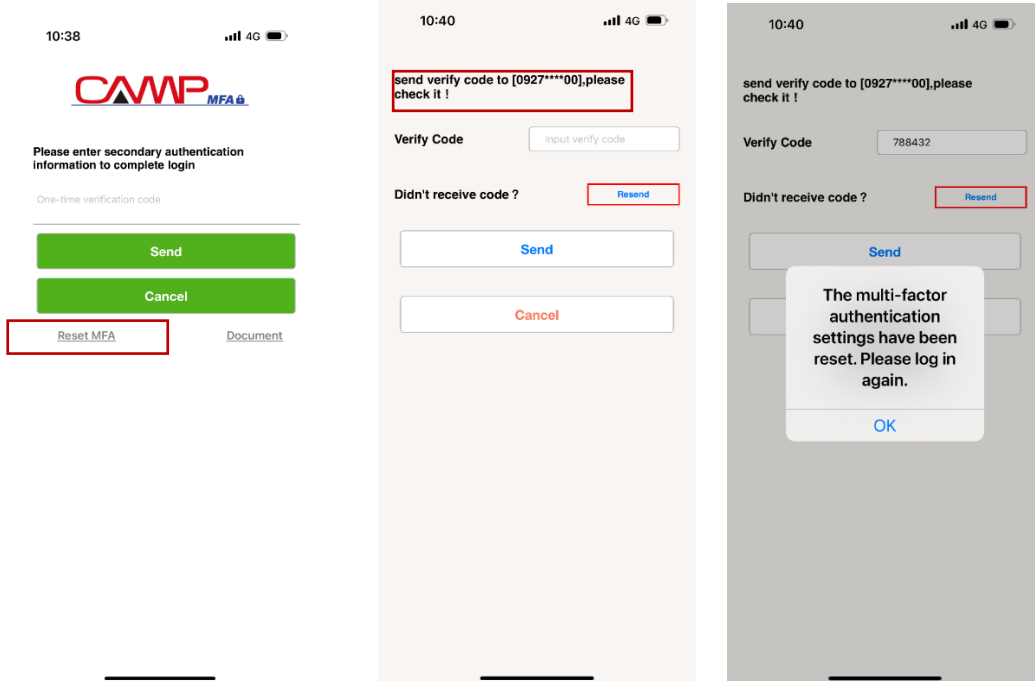 10:38
4G
CAMP MFA
Please enter secondary authentication
information to complete login
One-time verification code
Send
Cancel
Reset MFA
Document
10:40
4G
send verify code to [0927****00],please
check it !
Verify Code
Input verify code
Didn't receive code ?
Resend
Send
Cancel
10:40
4G
send verify code to [0927****00],please
check it !
Verify Code
788432
Didn't receive code ?
Resend
Send
The multi-factor
authentication
settings have been
reset. Please log in
again.
OK